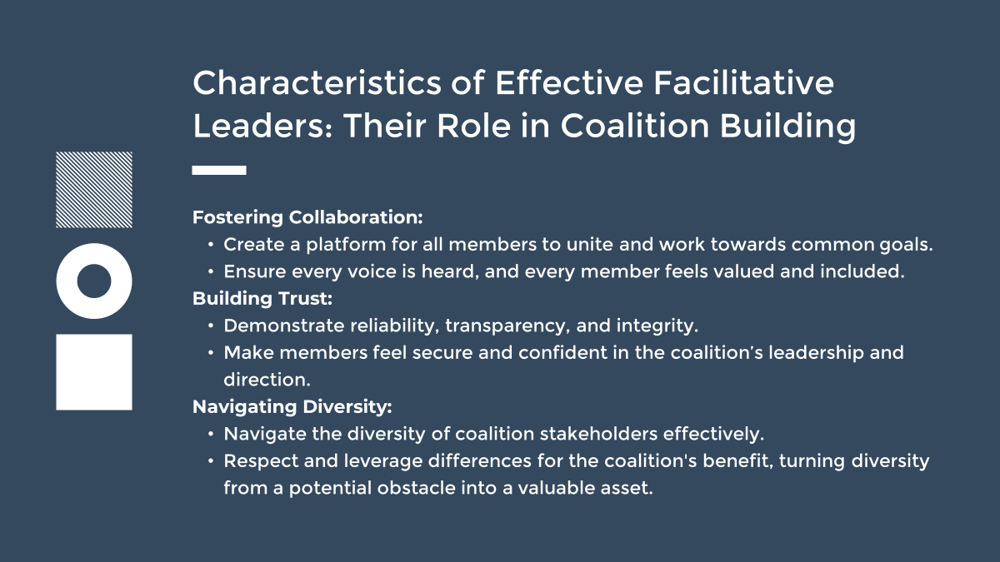 Characteristics of Effective Facilitative
Leaders: Their Role in Coalition Building
Fostering Collaboration:
• Create a platform for all members to unite and work towards common goals.
• Ensure every voice is heard, and every member feels valued and included.
Building Trust:
• Demonstrate reliability, transparency, and integrity.
• Make members feel secure and confident in the coalition’s leadership and
direction.
Navigating Diversity:
• Navigate the diversity of coalition stakeholders effectively.
• Respect and leverage differences for the coalition's benefit, turning diversity
from a potential obstacle into a valuable asset.